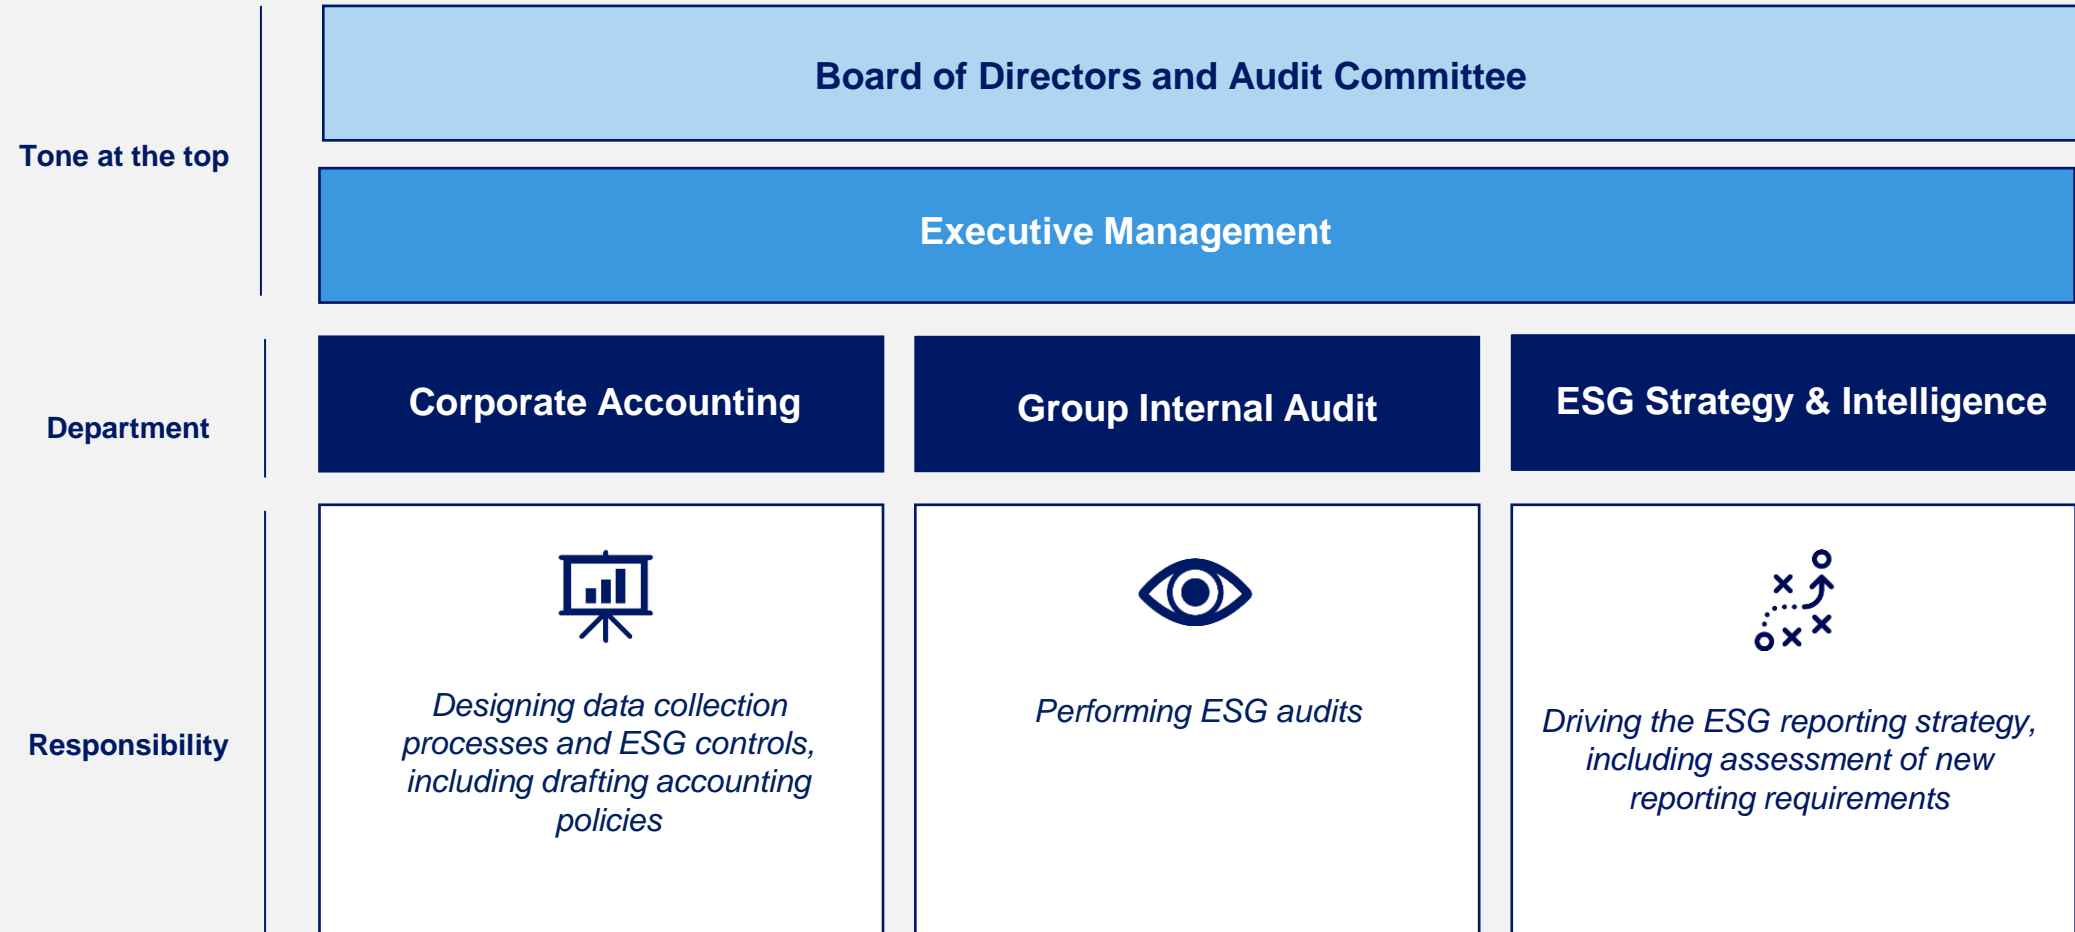 Tone at the top
Board of Directors and Audit Committee
Executive Management
Department
Corporate Accounting
Group Internal Audit
ESG Strategy & Intelligence
Responsibility
Designing data collection
processes and ESG controls,
including drafting accounting
policies
Performing ESG audits
Driving the ESG reporting strategy,
including assessment of new
reporting requirements